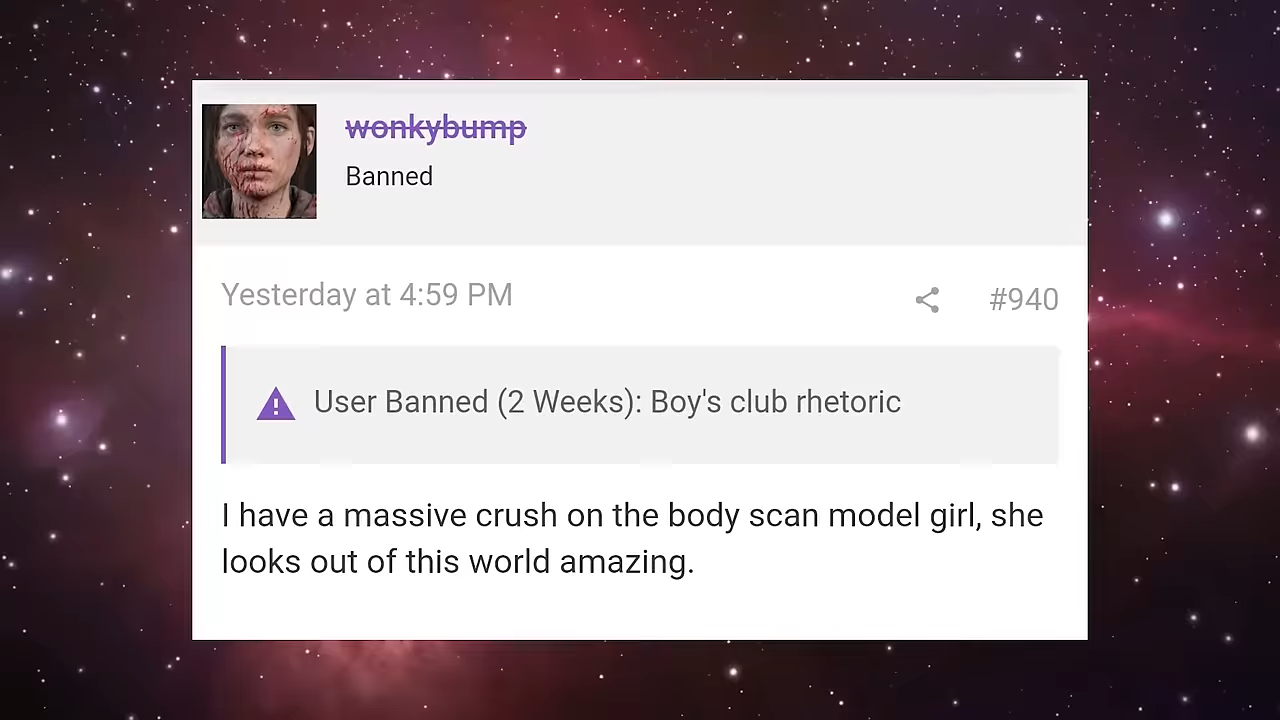 wonkybump
Banned
Yesterday at 4:59 PM
#940
User Banned (2 Weeks): Boy's club rhetoric
I have a massive crush on the body scan model girl, she
looks out of this world amazing.